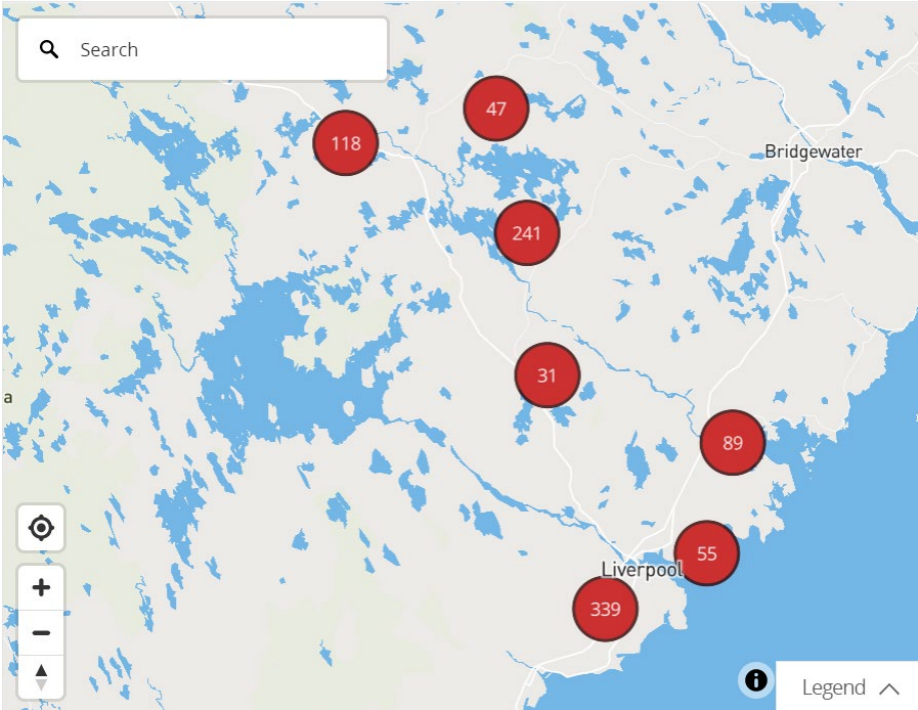 Search
47
118
Bridgewater
241
31
a
89
55
Liverpool
339
Legend